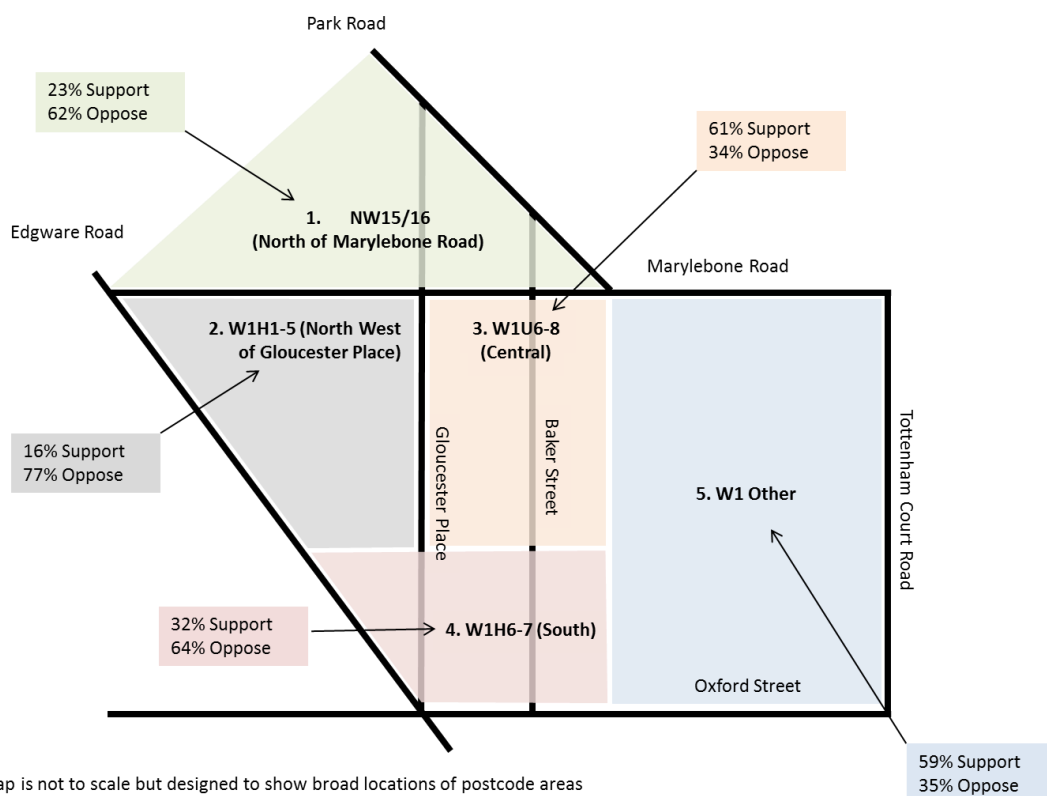 Park Road
23% Support
62% Oppose
61% Support
34% Oppose
1. NW15/16
(North of Marylebone Road)
Edgware Road
Marylebone Road
2. W1H1-5 (North West
of Gloucester Place)
3. W1U6-8
(Central)
16% Support
77% Oppose
Gloucester Place
Baker Street
5. W1 Other
Tottenham Court Road
32% Support
64% Oppose
4. W1H6-7 (South)
Oxford Street
59% Support
35% Oppose
ap is not to scale but designed to show broad locations of postcode areas